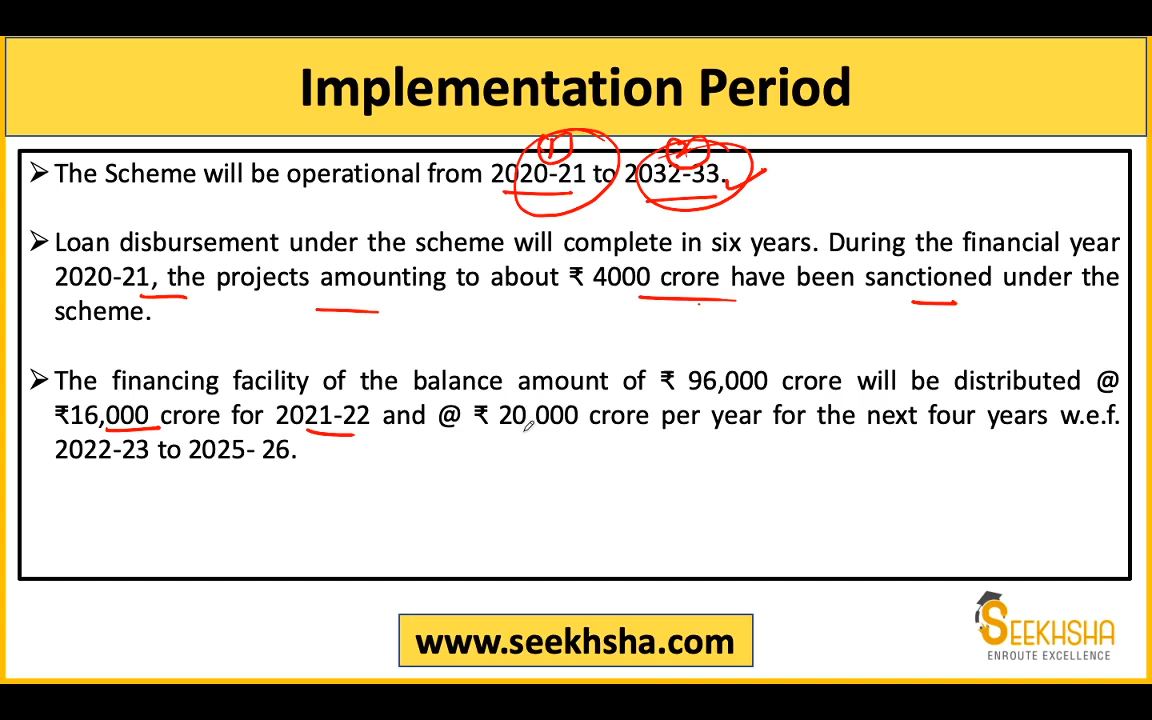 Implementation Period
➢ The Scheme will be operational from 2020-21 to 2032-33.
➢ Loan disbursement under the scheme will complete in six years. During the financial year
2020-21, the projects amounting to about ₹ 4000 crore have been sanctioned under the
scheme.
➢ The financing facility of the balance amount of ₹ 96,000 crore will be distributed @
₹16,000 crore for 2021-22 and @ ₹ 20,000 crore per year for the next four years w.e.f.
2022-23 to 2025- 26.
www.seekhsha.com
SEEKHSHA
ENROUTE EXCELLENCE